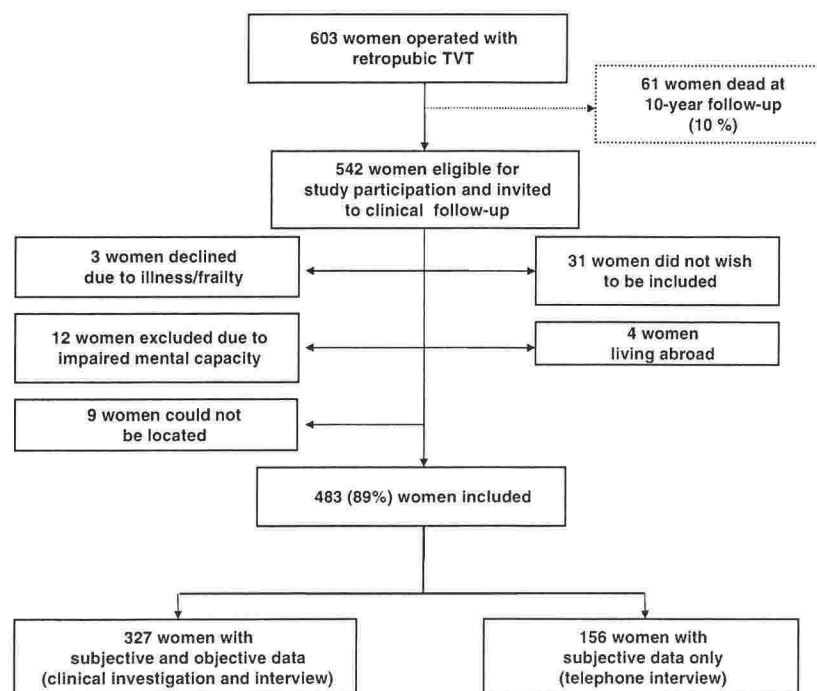 603 women operated with
retropubic TVT
61 women dead at
10-year follow-up
(10 %)
542 women eligible for
study participation and invited
to clinical follow-up
3 women declined
due to illness/frailty
31 women did not wish
to be included
12 women excluded due to
impaired mental capacity
4 women
living abroad
9 women could not
be located
483 (89%) women included
327 women with
subjective and objective data
(clinical investigation and interview)
156 women with
subjective data only
(telephone interview)